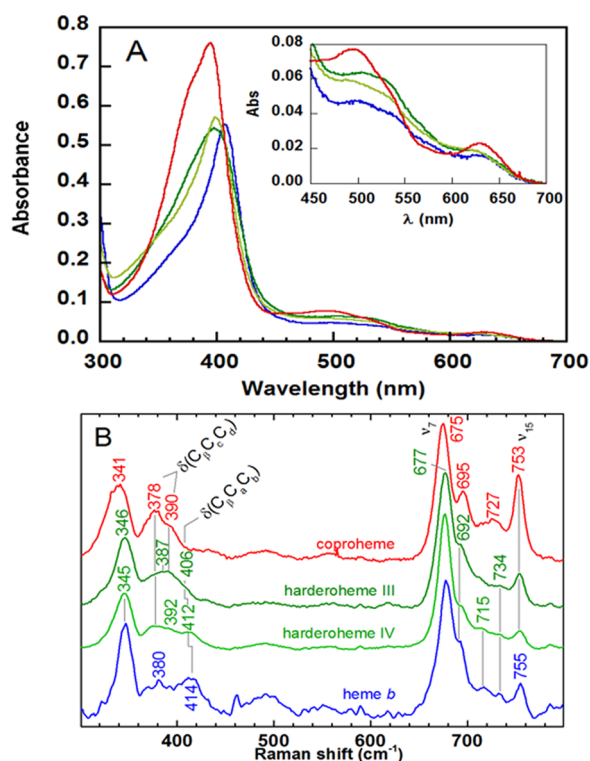 A
Absorbance
0.8
0.7
0.6
0.5
0.4
0.3
0.2
0.1
0.0
300 400 500 600 700
Wavelength (nm)
Abs
0.08
0.06
0.04
0.02
0.00
450 500 550 600 650 700
λ (nm)
B
341
378
390
δ(CβCcCd)
δ(CβCaCb)
ν7
675
695
727
753
ν15
coproheme
346
387
406
677
692
734
harderoheme III
345
392
412
715
harderoheme IV
380
414
755
heme b
400 500 600 700
Raman shift (cm-1)